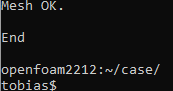 Mesh OK.
End
openfoam2212:~/case/
tobias$